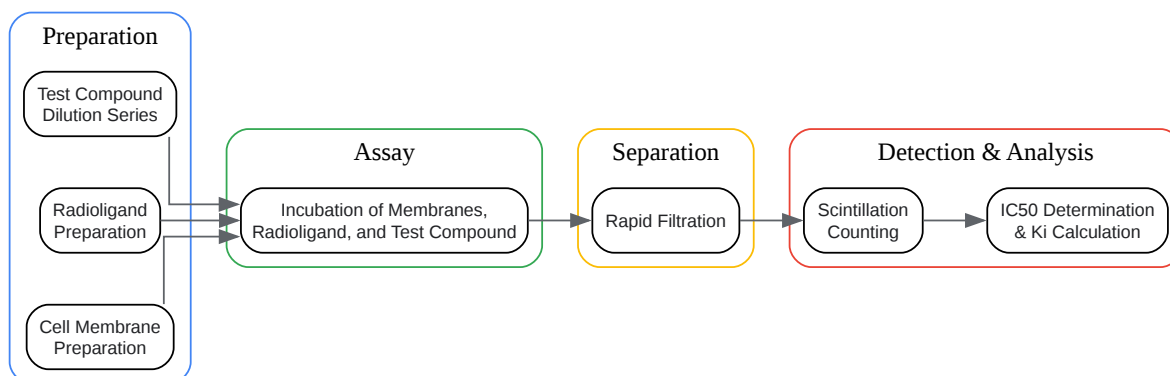 Preparation
Test Compound
Dilution Series
Radioligand
Preparation
Cell Membrane
Preparation
Assay
Incubation of Membranes,
Radioligand, and Test Compound
Separation
Rapid Filtration
Detection & Analysis
Scintillation
Counting
IC50 Determination
& Ki Calculation